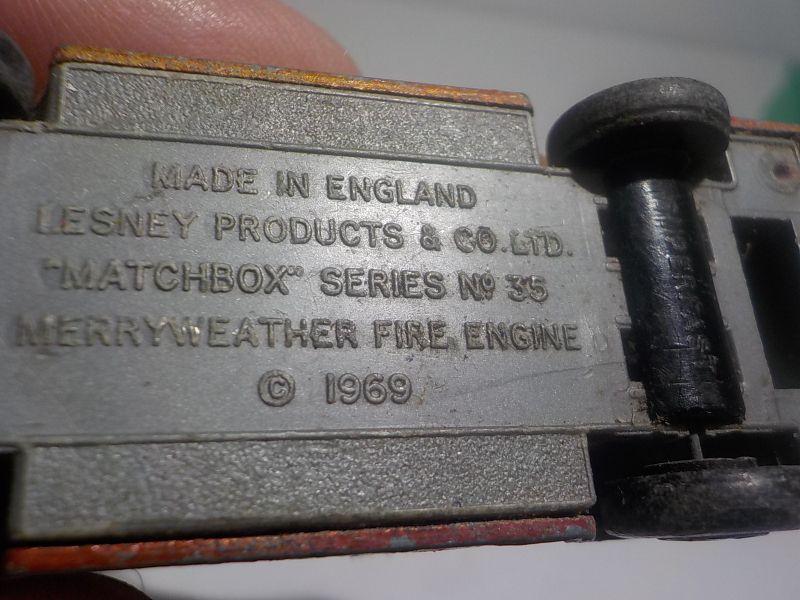 MADE IN ENGLAND
LESNEY PRODUCTS & CO. LTD.
"MATCHBOX" SERIES Nº 35
MERRYWEATHER FIRE ENGINE
© 1969